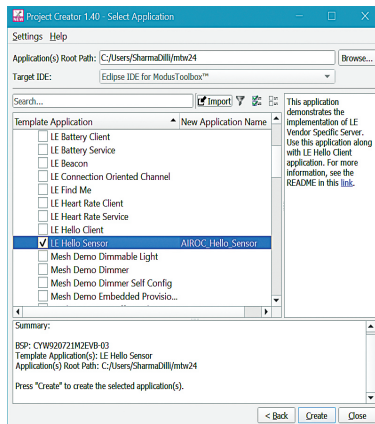 Project Creator 1.40 - Select Application
Settings Help
Application(s) Root Path: C:/Users/SharmaDilli/mtw24 Browse...
Target IDE: Eclipse IDE for ModusToolbox™
Search... Import
Template Application New Application Name
LE Battery Client
LE Battery Service
LE Beacon
LE Connection Oriented Channel
LE Find Me
LE Heart Rate Client
LE Heart Rate Service
LE Hello Client
LE Hello Sensor AIROC_Hello_Sensor
Mesh Demo Dimmable Light
Mesh Demo Dimmer
Mesh Demo Dimmer Self Config
Mesh Demo Embedded Provisio...
This application
demonstrates the
implementation of LE
Vendor Specific Server.
Use this application along
with LE Hello Client
application. For more
information, see the
README in this link.
Summary:
BSP: CYW920721M2EVB-03
Template Application(s): LE Hello Sensor
Application(s) Root Path: C:/Users/SharmaDilli/mtw24
Press "Create" to create the selected application(s).
< Back Create Close